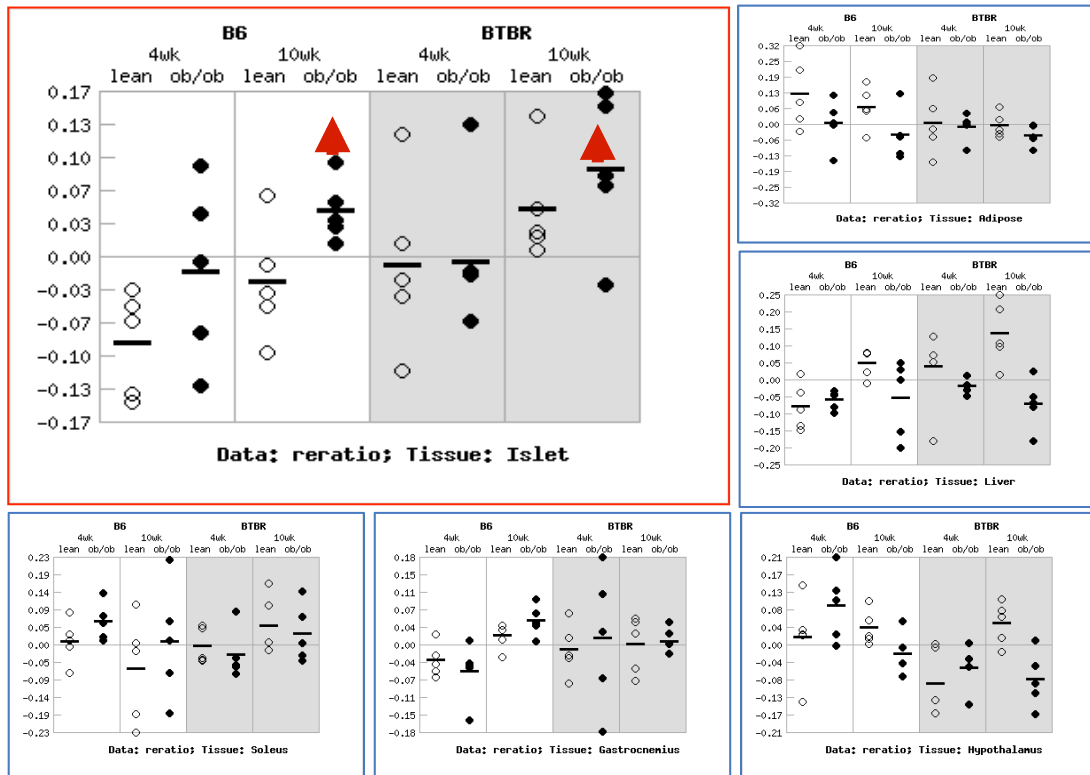 B6 BTBR
4wk 10wk 4wk 10wk
lean ob/ob lean ob/ob lean ob/ob lean ob/ob
0.17
0.13
0.10
0.07
0.03
0.00
-0.03
-0.07
-0.10
-0.13
-0.17
Data: reratio; Tissue: Islet
B6 BTBR
4wk 10wk 4wk 10wk
lean ob/ob lean ob/ob lean ob/ob lean ob/ob
0.32
0.25
0.19
0.13
0.06
0.00
-0.06
-0.13
-0.19
-0.25
-0.32
Data: reratio; Tissue: Adipose
B6 BTBR
4wk 10wk 4wk 10wk
lean ob/ob lean ob/ob lean ob/ob lean ob/ob
0.25
0.20
0.15
0.10
0.05
0.00
-0.05
-0.10
-0.15
-0.20
-0.25
Data: reratio; Tissue: Liver
B6 BTBR
4wk 10wk 4wk 10wk
lean ob/ob lean ob/ob lean ob/ob lean ob/ob
0.23
0.19
0.14
0.09
0.05
0.00
-0.05
-0.09
-0.14
-0.19
-0.23
Data: reratio; Tissue: Soleus
B6 BTBR
4wk 10wk 4wk 10wk
lean ob/ob lean ob/ob lean ob/ob lean ob/ob
0.18
0.14
0.11
0.07
0.04
0.00
-0.04
-0.07
-0.11
-0.14
-0.18
Data: reratio; Tissue: Gastrocnemius
B6 BTBR
4wk 10wk 4wk 10wk
lean ob/ob lean ob/ob lean ob/ob lean ob/ob
0.21
0.17
0.13
0.08
0.04
0.00
-0.04
-0.08
-0.13
-0.17
-0.21
Data: reratio; Tissue: Hypothalamus